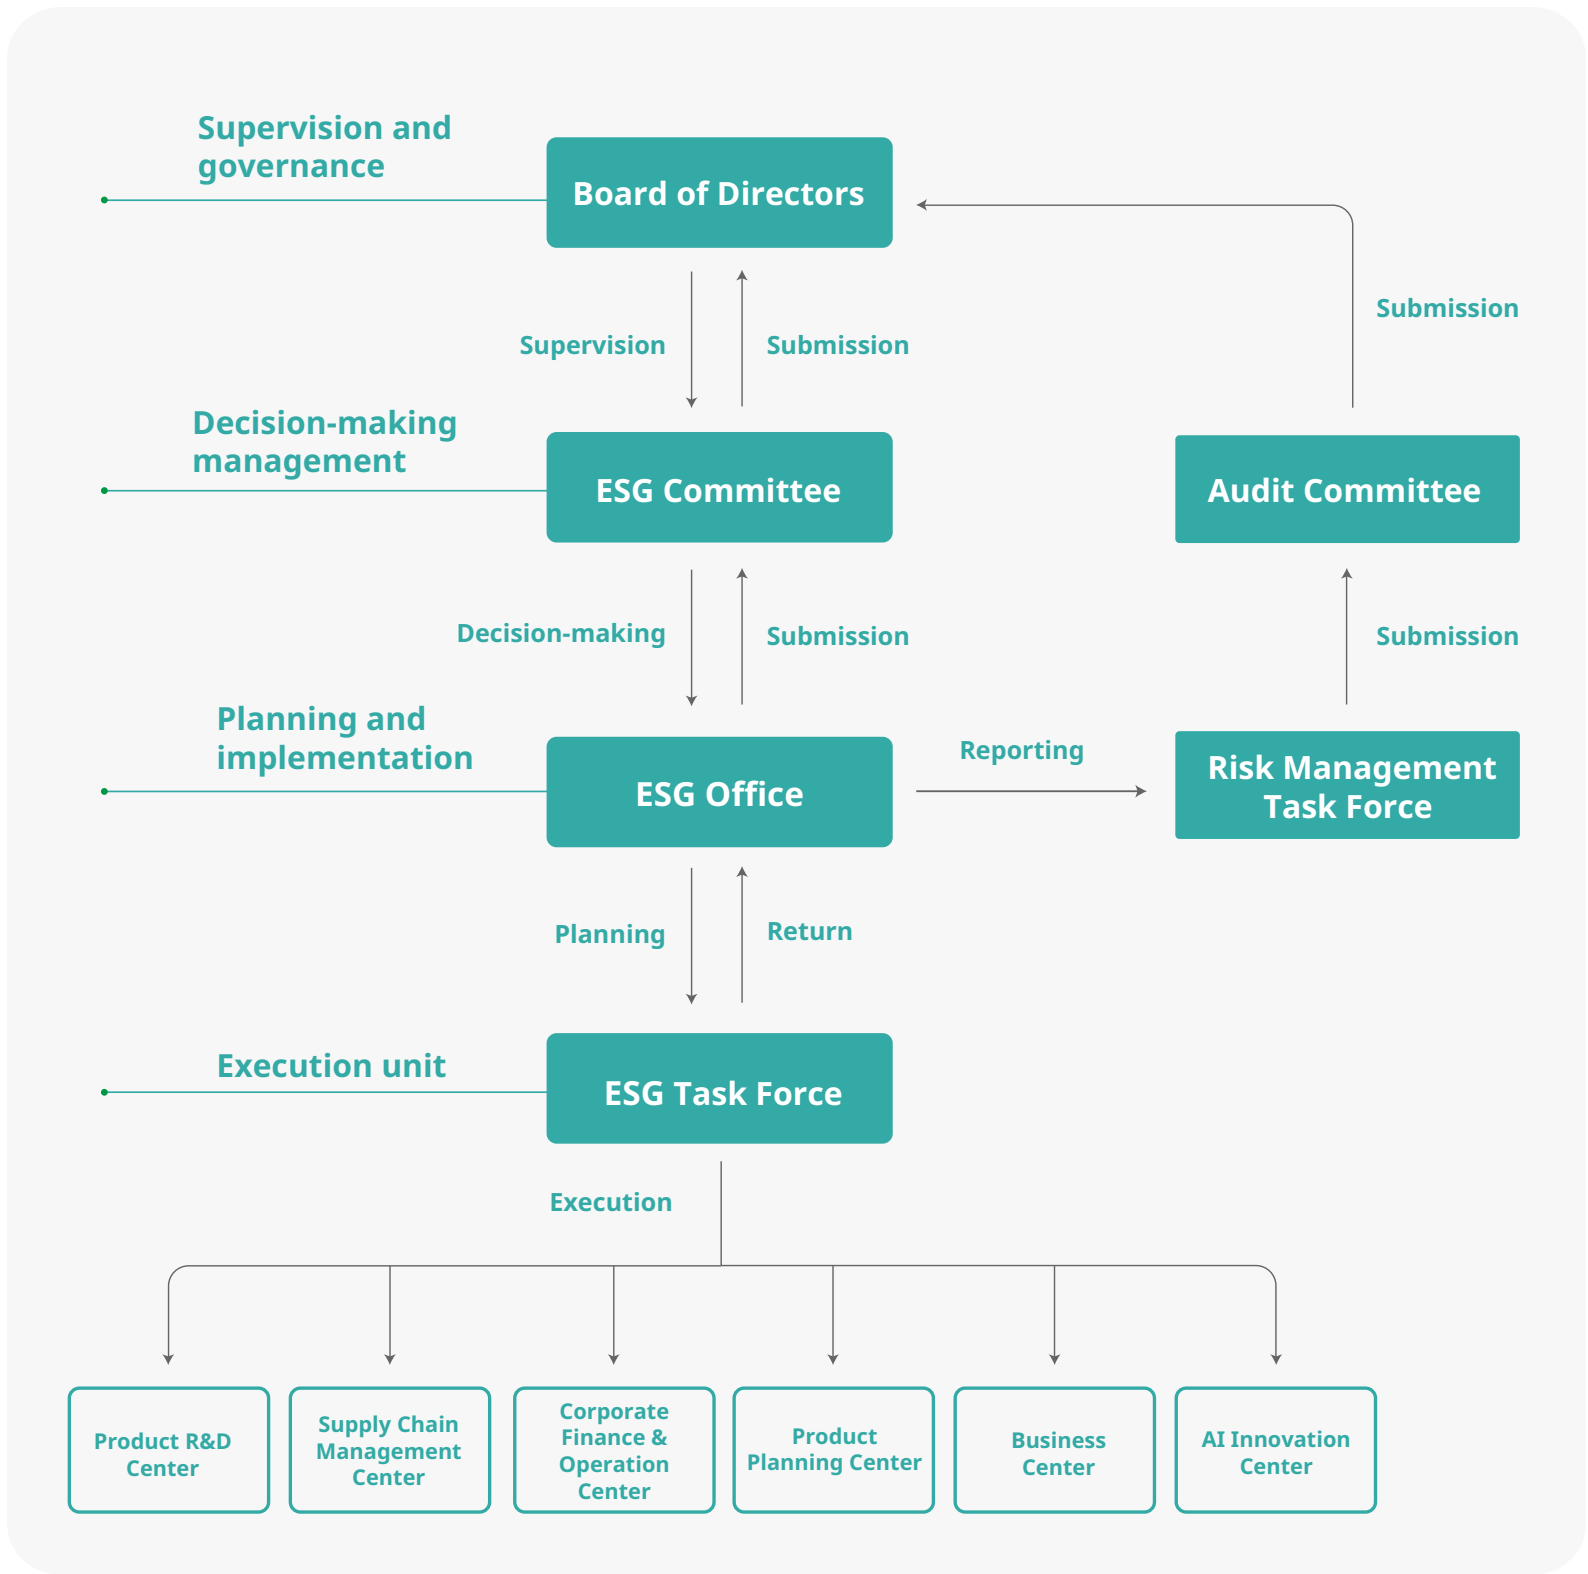 Supervision and
governance
Board of Directors
Submission
Supervision
Submission
Decision-making
management
ESG Committee
Audit Committee
Decision-making
Submission
Submission
Planning and
implementation
ESG Office
Reporting
Risk Management
Task Force
Planning
Return
Execution unit
ESG Task Force
Execution
Product R&D
Center
Supply Chain
Management
Center
Corporate
Finance &
Operation
Center
Product
Planning Center
Business
Center
AI Innovation
Center